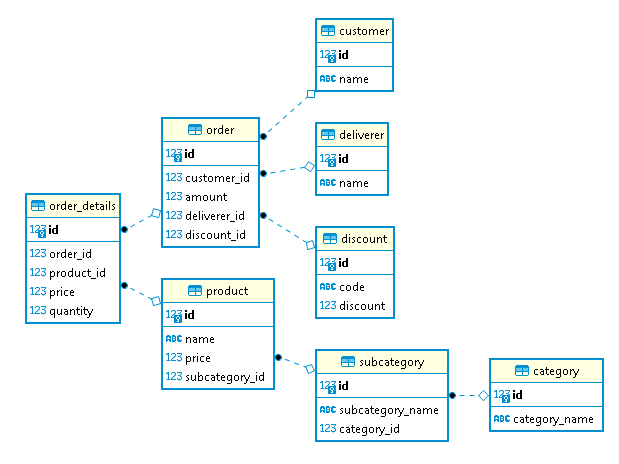 customer
123 id
ABC name
order
123 id
123 customer_id
123 amount
123 deliverer_id
123 discount_id
deliverer
123 id
ABC name
order_details
123 id
123 order_id
123 product_id
123 price
123 quantity
discount
123 id
ABC code
123 discount
product
123 id
ABC name
123 price
123 subcategory_id
subcategory
123 id
ABC subcategory_name
123 category_id
category
123 id
ABC category_name